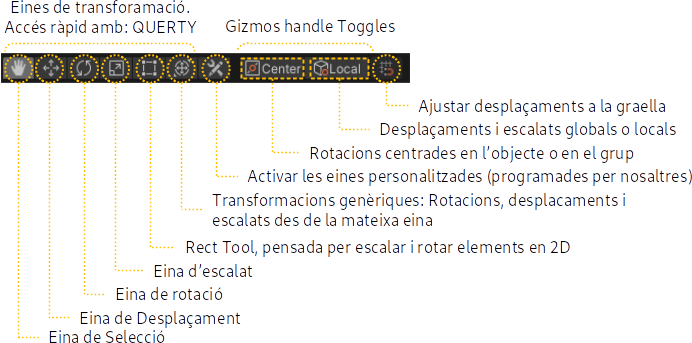 Eines de transforamació.
Accés ràpid amb: QUERTY
Gizmos handle Toggles
Center
Local
Ajustar desplaçaments a la graella
Desplaçaments i escalats globals o locals
Rotacions centrades en l'objecte o en el grup
Activar les eines personalitzades (programades per nosaltres)
Transformacions genèriques: Rotacions, desplacaments i
escalats des de la mateixa eina
Rect Tool, pensada per escalar i rotar elements en 2D
Eina d'escalat
Eina de rotació
Eina de Desplaçament
Eina de Selecció